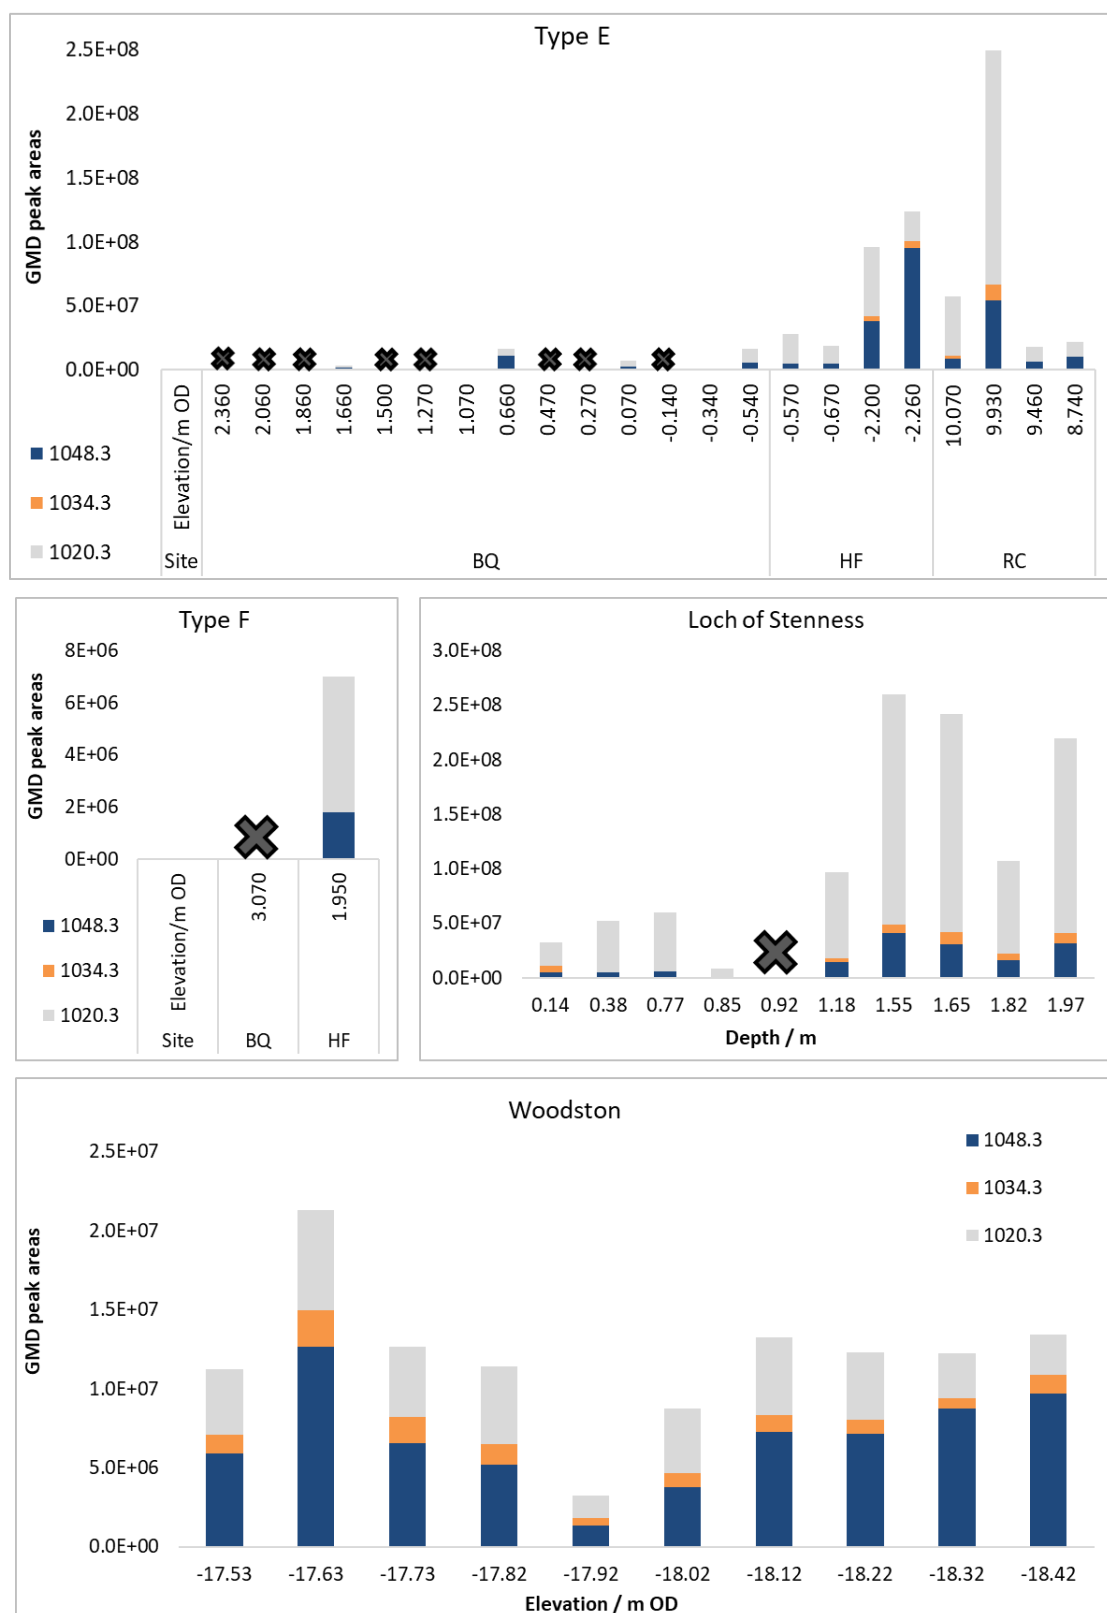 Type E
GMD peak areas
2.5E+08
2.0E+08
1.5E+08
1.0E+08
5.0E+07
0.0E+00
Elevation/m OD 2.360 2.060 1.860 1.660 1.500 1.270 1.070 0.660 0.470 0.270 0.070 -0.140 -0.340 -0.540 -0.570 -0.670 -2.200 -2.260 10.070 9.930 9.460 8.740
Site BQ HF RC
1048.3
1034.3
1020.3
Type F
GMD peak areas
8E+06
6E+06
4E+06
2E+06
0E+00
Elevation/m OD 3.070 1.950
Site BQ HF
1048.3
1034.3
1020.3
Loch of Stenness
GMD peak areas
3.0E+08
2.5E+08
2.0E+08
1.5E+08
1.0E+08
5.0E+07
0.0E+00
0.14 0.38 0.77 0.85 0.92 1.18 1.55 1.65 1.82 1.97
Depth / m
Woodston
GMD peak areas
2.5E+07
2.0E+07
1.5E+07
1.0E+07
5.0E+06
0.0E+00
1048.3
1034.3
1020.3
-17.53 -17.63 -17.73 -17.82 -17.92 -18.02 -18.12 -18.22 -18.32 -18.42
Elevation / m OD